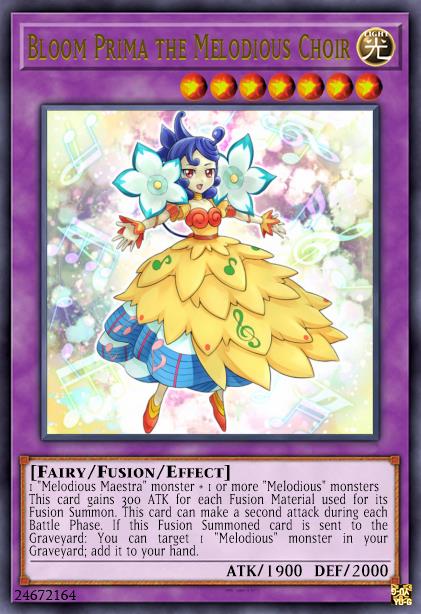 BLOOM PRIMA THE MELODIOUS CHOIR
LIGHT
光
[FAIRY/FUSION/EFFECT]
1 "Melodious Maestra" monster + 1 or more "Melodious" monsters
This card gains 300 ATK for each Fusion Material used for its
Fusion Summon. This card can make a second attack during each
Battle Phase. If this Fusion Summoned card is sent to the
Graveyard: You can target 1 "Melodious" monster in your
Graveyard; add it to your hand.
ATK/1900 DEF/2000
24672164